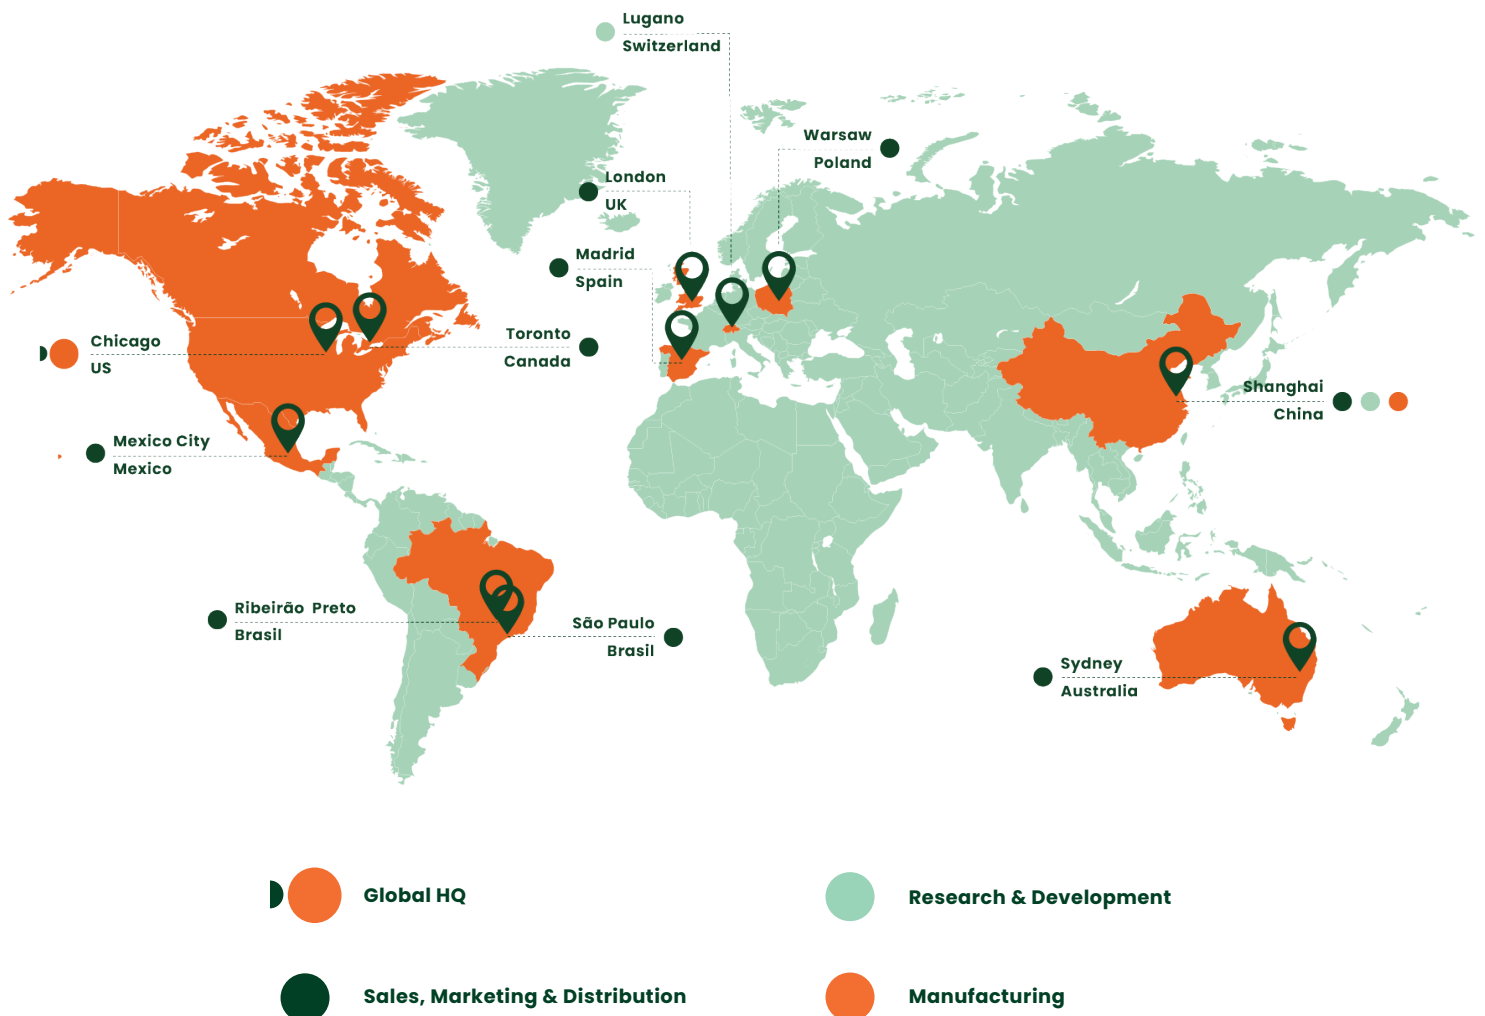 Lugano
Switzerland
Warsaw
Poland
London
UK
Madrid
Spain
Chicago
US
Toronto
Canada
Shanghai
China
Mexico City
Mexico
Ribeirão Preto
Brasil
São Paulo
Brasil
Sydney
Australia
Global HQ
Research & Development
Sales, Marketing & Distribution
Manufacturing